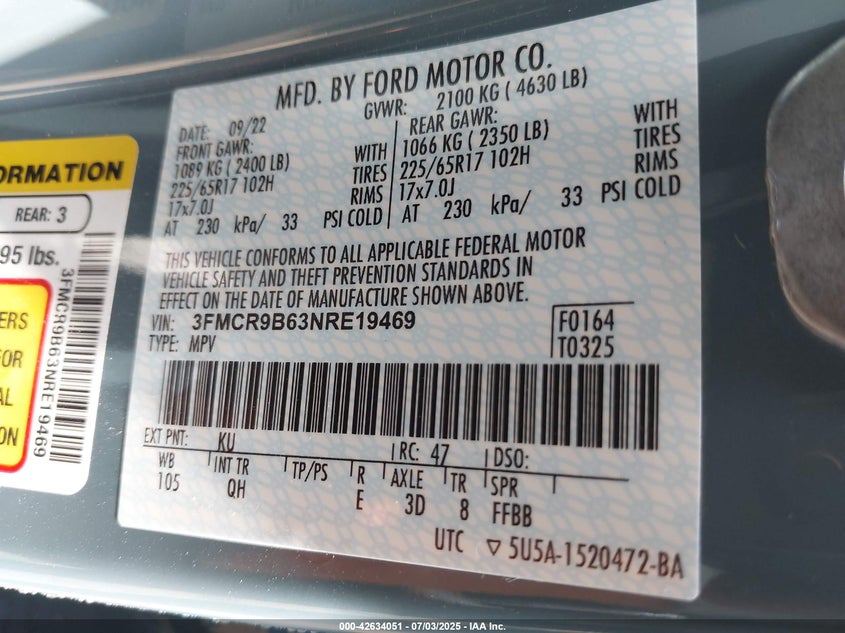 MFD. BY FORD MOTOR CO.
DATE: 09/22 GVWR: 2100 KG ( 4630 LB)
FRONT GAWR: WITH
1089 KG ( 2400 LB) TIRES
225/65R17 102H RIMS
17x7.0J
AT 230 kPa/ 33 PSI COLD
REAR GAWR: WITH
1066 KG ( 2350 LB) TIRES
225/65R17 102H RIMS
17x7.0J
AT 230 kPa/ 33 PSI COLD
THIS VEHICLE CONFORMS TO ALL APPLICABLE FEDERAL MOTOR
VEHICLE SAFETY AND THEFT PREVENTION STANDARDS IN
EFFECT ON THE DATE OF MANUFACTURE SHOWN ABOVE.
VIN: 3FMCR9B63NRE19469 F0164
TYPE: MPV T0325
EXT PNT: KU RC: 47 DSO:
WB INT TR TP/PS R AXLE TR SPR
105 QH E 3D 8 FFBB
UTC ▽ 5U5A-1520472-BA
ORMATION
REAR: 3
95 lbs.
ERS
FOR
AL
ON
3FMCR9B63NRE19469
000-42634051 - 07/03/2025 - IAA Inc.